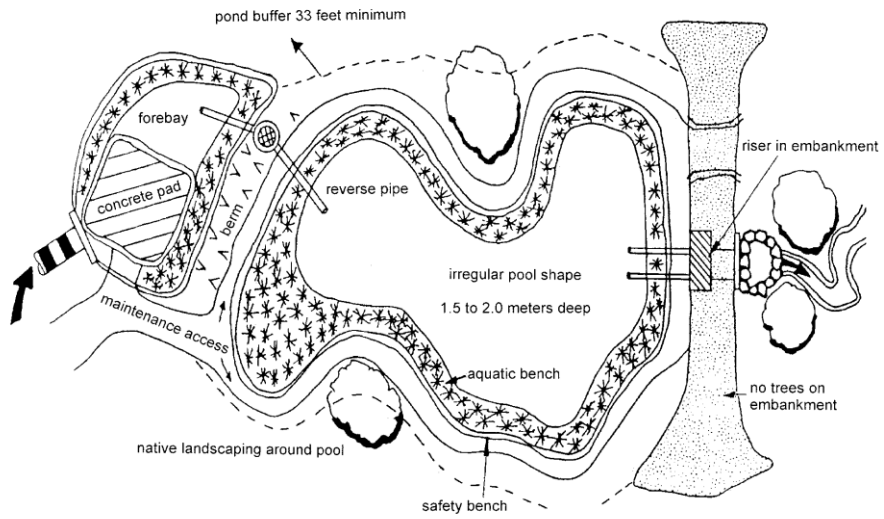 pond buffer 33 feet minimum
forebay
riser in embankment
concrete pad
reverse pipe
berm
irregular pool shape
1.5 to 2.0 meters deep
maintenance access
aquatic bench
no trees on
embankment
native landscaping around pool
safety bench